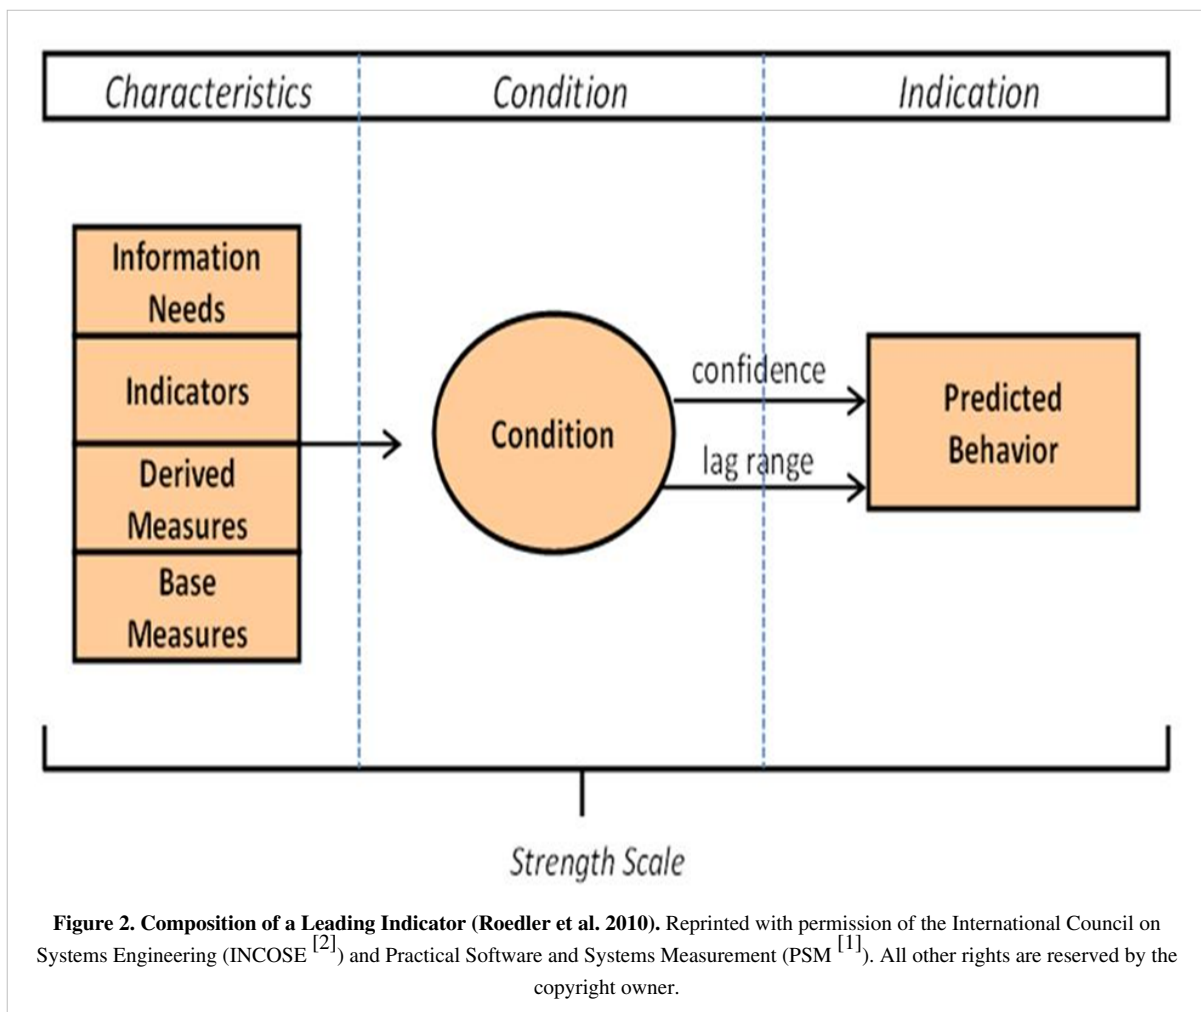 Characteristics
Condition
Indication
Information
Needs
Indicators
Derived
Measures
Base
Measures
Condition
confidence
lag range
Predicted
Behavior
Strength Scale
Figure 2. Composition of a Leading Indicator (Roedler et al. 2010). Reprinted with permission of the International Council on
Systems Engineering (INCOSE [2]) and Practical Software and Systems Measurement (PSM [1]). All other rights are reserved by the
copyright owner.